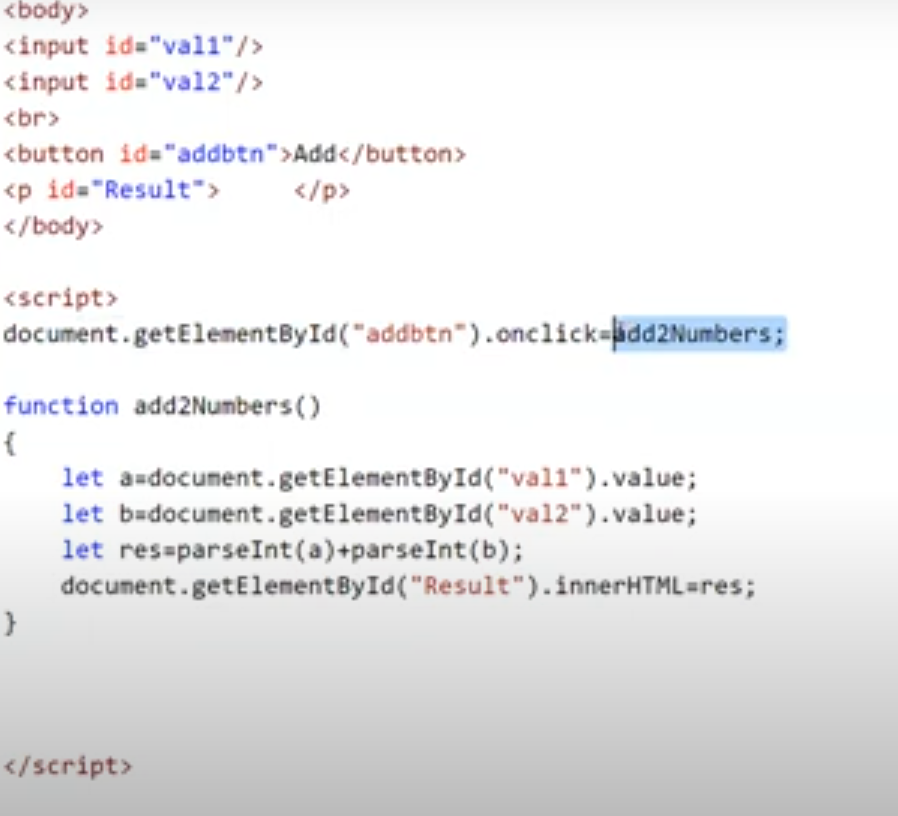 <body>
<input id="val1"/>
<input id="val2"/>
<br>
<button id="addbtn">Add</button>
<p id="Result">     </p>
</body>
<script>
document.getElementById("addbtn").onclick=add2Numbers;
function add2Numbers()
{
    let a=document.getElementById("val1").value;
    let b=document.getElementById("val2").value;
    let res=parseInt(a)+parseInt(b);
    document.getElementById("Result").innerHTML=res;
}
</script>